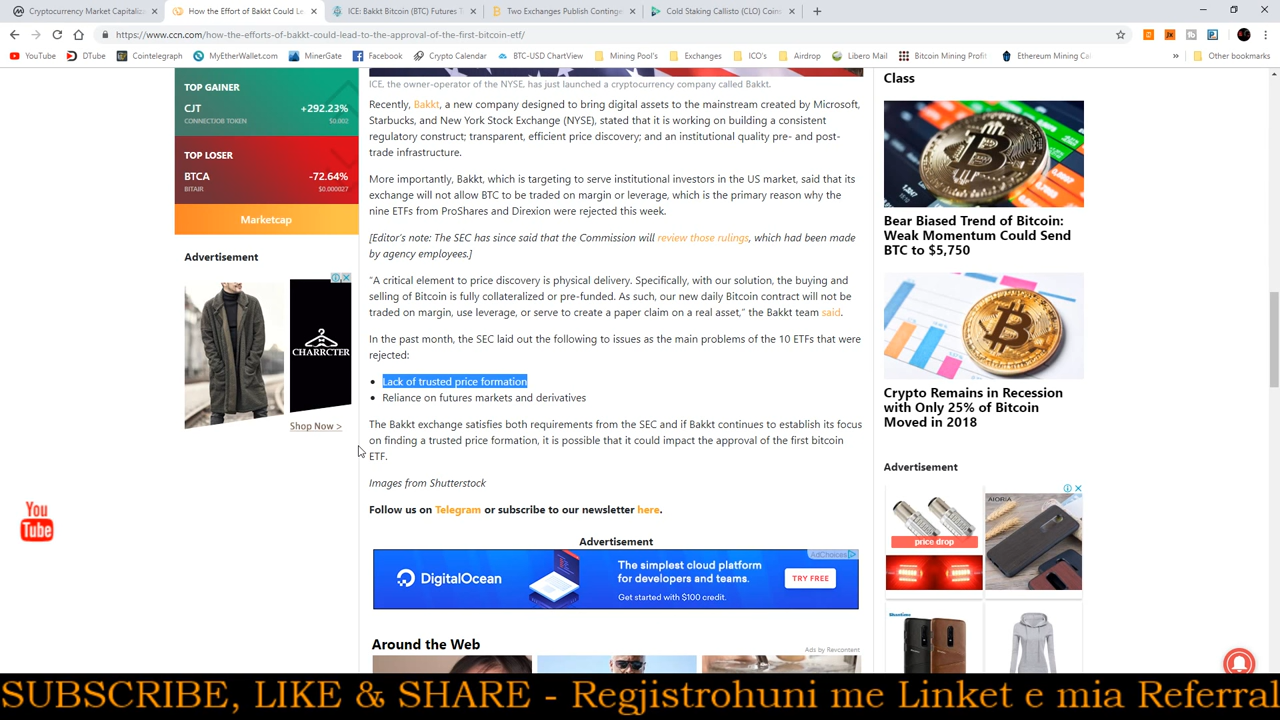 Cryptocurrency Market Capitaliz
How the Effort of Bakkt Could Le
ICE: Bakkt Bitcoin (BTC) Futures T
Two Exchanges Publish Continge
Cold Staking Callisto (CLO) Coins
https://www.ccn.com/how-the-efforts-of-bakkt-could-lead-to-the-approval-of-the-first-bitcoin-etf/
YouTube
DTube
Cointelegraph
MyEtherWallet.com
MinerGate
Facebook
Crypto Calendar
BTC-USD ChartView
Mining Pool's
Exchanges
ICO's
Airdrop
Libero Mail
Bitcoin Mining Profit
Ethereum Mining Cal
»
Other bookmarks
TOP GAINER
CJT +292.23%
CONNECTJOB TOKEN $0.002
TOP LOSER
BTCA -72.64%
BITAIR $0.000027
Marketcap
Advertisement
CHARRCTER
Shop Now >
You
Tube
ICE, the owner-operator of the NYSE, has just launched a cryptocurrency company called Bakkt.
Recently, Bakkt, a new company designed to bring digital assets to the mainstream created by Microsoft,
Starbucks, and New York Stock Exchange (NYSE), stated that it is working on building a consistent
regulatory construct; transparent, efficient price discovery; and an institutional quality pre- and post-
trade infrastructure.
More importantly, Bakkt, which is targeting to serve institutional investors in the US market, said that its
exchange will not allow BTC to be traded on margin or leverage, which is the primary reason why the
nine ETFs from ProShares and Direxion were rejected this week.
[Editor's note: The SEC has since said that the Commission will review those rulings, which had been made
by agency employees.]
“A critical element to price discovery is physical delivery. Specifically, with our solution, the buying and
selling of Bitcoin is fully collateralized or pre-funded. As such, our new daily Bitcoin contract will not be
traded on margin, use leverage, or serve to create a paper claim on a real asset,” the Bakkt team said.
In the past month, the SEC laid out the following to issues as the main problems of the 10 ETFs that were
rejected:
• Lack of trusted price formation
• Reliance on futures markets and derivatives
The Bakkt exchange satisfies both requirements from the SEC and if Bakkt continues to establish its focus
on finding a trusted price formation, it is possible that it could impact the approval of the first bitcoin
ETF.
Images from Shutterstock
Follow us on Telegram or subscribe to our newsletter here.
Advertisement
AdChoices
DigitalOcean
The simplest cloud platform
for developers and teams.
Get started with $100 credit.
TRY FREE
Around the Web
Ads by Revcontent
Class
Bear Biased Trend of Bitcoin:
Weak Momentum Could Send
BTC to $5,750
Crypto Remains in Recession
with Only 25% of Bitcoin
Moved in 2018
Advertisement
price drop
AIORIA
SUBSCRIBE, LIKE & SHARE - Regjistrohuni me Linket e mia Referral